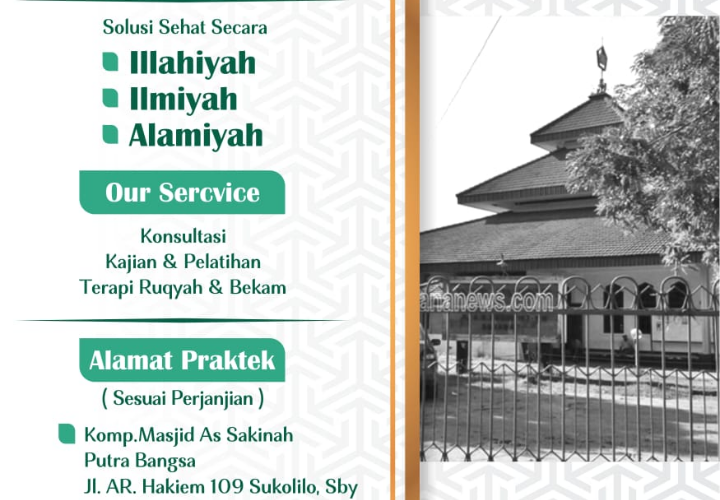 Solusi Sehat Secara
Illahiyah
Ilmiyah
Alamiyah
Our Sercvice
Konsultasi
Kajian & Pelatihan
Terapi Ruqyah & Bekam
Alamat Praktek
( Sesuai Perjanjian )
Komp.Masjid As Sakinah
Putra Bangsa
Jl. AR. Hakiem 109 Sukolilo, Sby